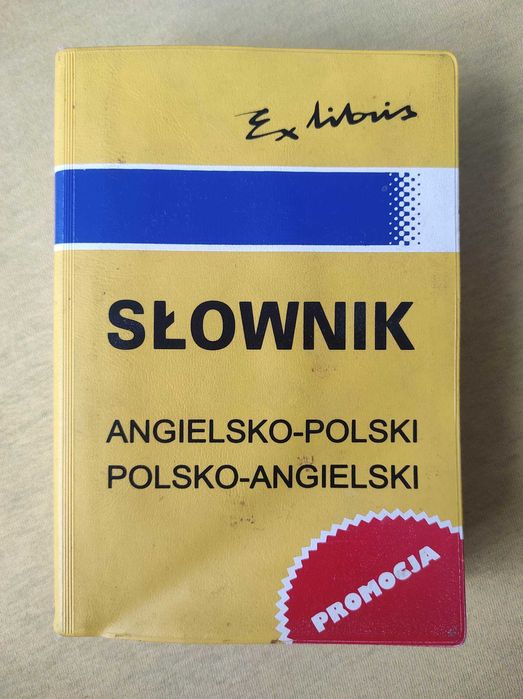 Ex libris
SŁOWNIK
ANGIELSKO-POLSKI
POLSKO-ANGIELSKI
PROMOCJA